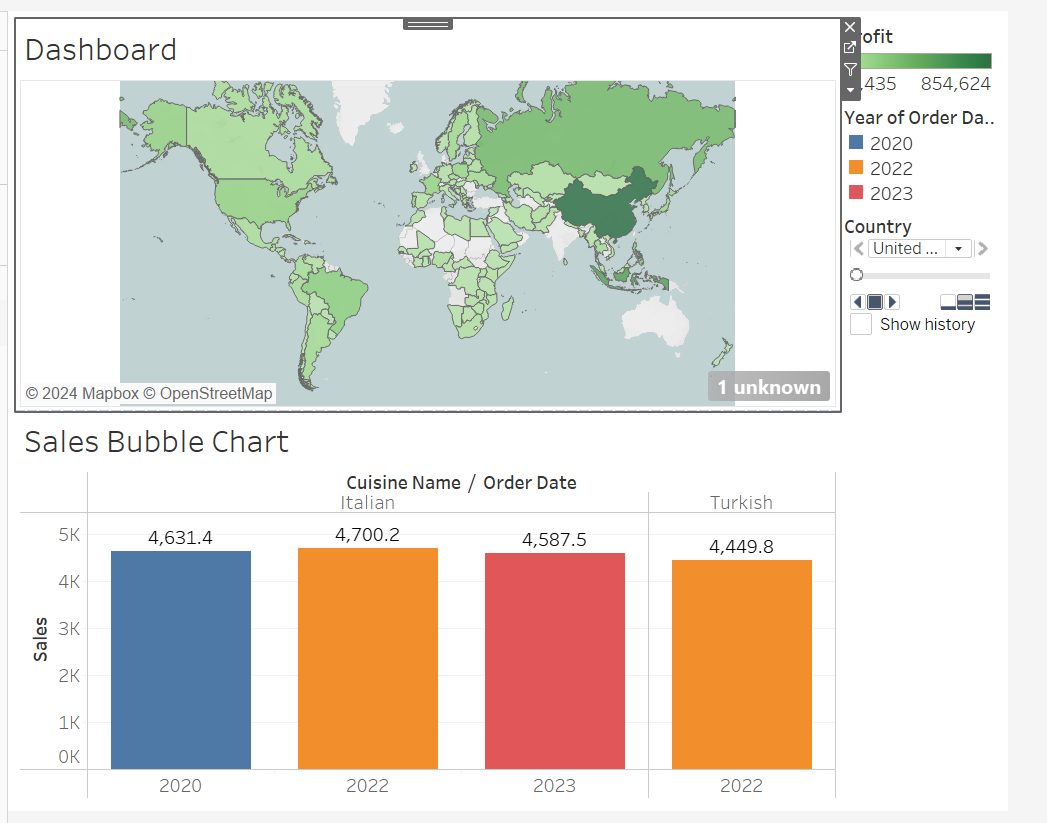 Dashboard
ofit
435 854,624
Year of Order Da..
2020
2022
2023
Country
United ...
Show history
© 2024 Mapbox © OpenStreetMap
1 unknown
Sales Bubble Chart
Cuisine Name / Order Date
Italian Turkish
5K
4K
3K
2K
1K
0K
Sales
4,631.4 4,700.2 4,587.5 4,449.8
2020 2022 2023 2022